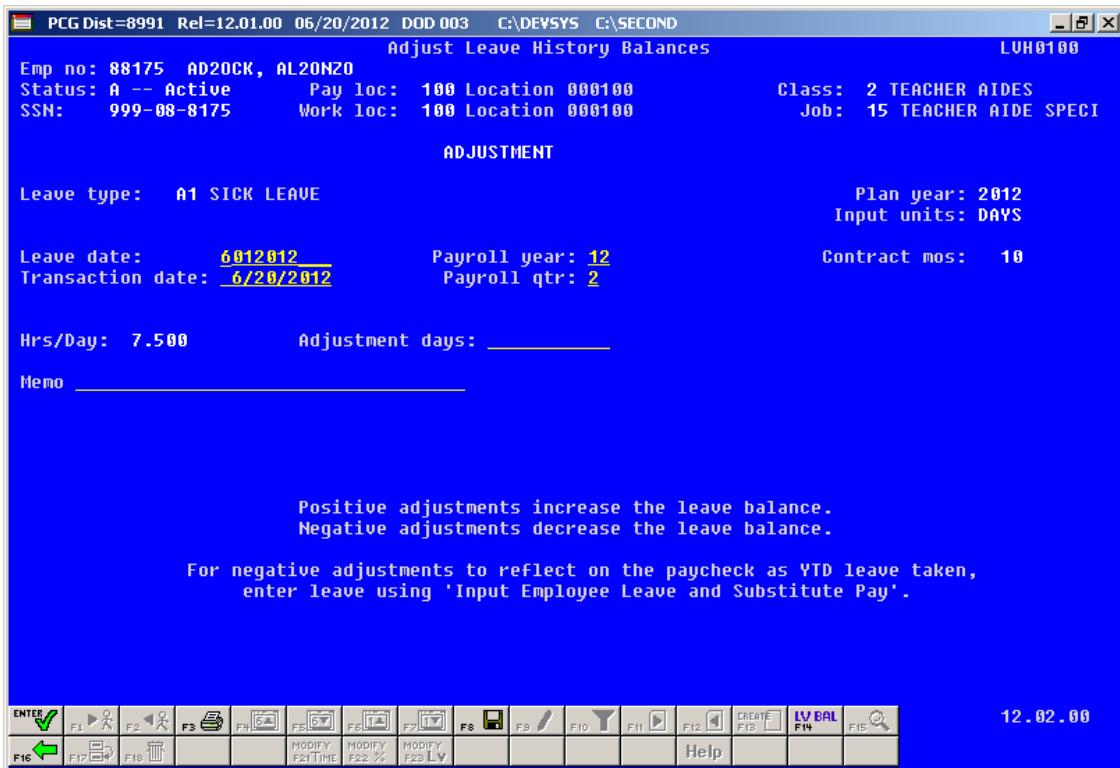 PCG Dist=8991 Rel=12.01.00 06/20/2012 DOD 003 C:\DEVSYS C:\SECOND
Adjust Leave History Balances LVH0100
Emp no: 88175 AD2OCK, AL2ONZO
Status: A -- Active Pay loc: 100 Location 000100 Class: 2 TEACHER AIDES
SSN: 999-08-8175 Work loc: 100 Location 000100 Job: 15 TEACHER AIDE SPECI
ADJUSTMENT
Leave type: A1 SICK LEAVE Plan year: 2012
Input units: DAYS
Leave date: 6012012___ Payroll year: 12 Contract mos: 10
Transaction date: 6/20/2012 Payroll qtr: 2
Hrs/Day: 7.500 Adjustment days: ___________
Memo ___________________________________
Positive adjustments increase the leave balance.
Negative adjustments decrease the leave balance.
For negative adjustments to reflect on the paycheck as YTD leave taken,
enter leave using 'Input Employee Leave and Substitute Pay'.
ENTER F1 F2 F3 F4 6 F5 6 F6 1 F7 1 F8 F9 F10 F11 F12 CREATE F13 LV BAL F14 F15 12.02.00
F16 F17 F18 MODIFY F21 TIME MODIFY F22 % MODIFY F23 LV Help